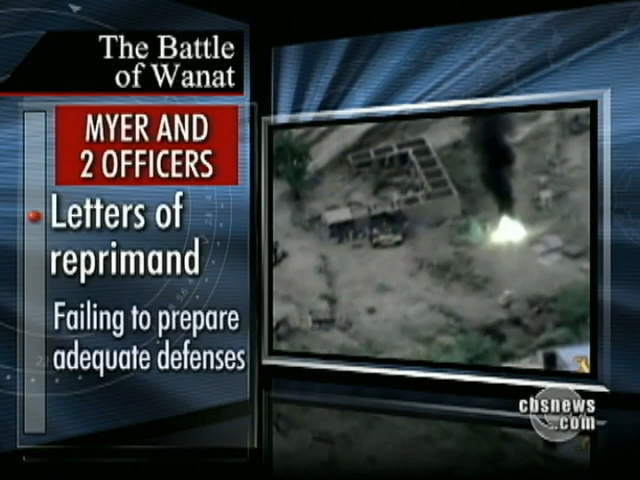 The Battle
of Wanat
MYER AND
2 OFFICERS
Letters of
reprimand
Failing to prepare
adequate defenses
cbsnews
.com